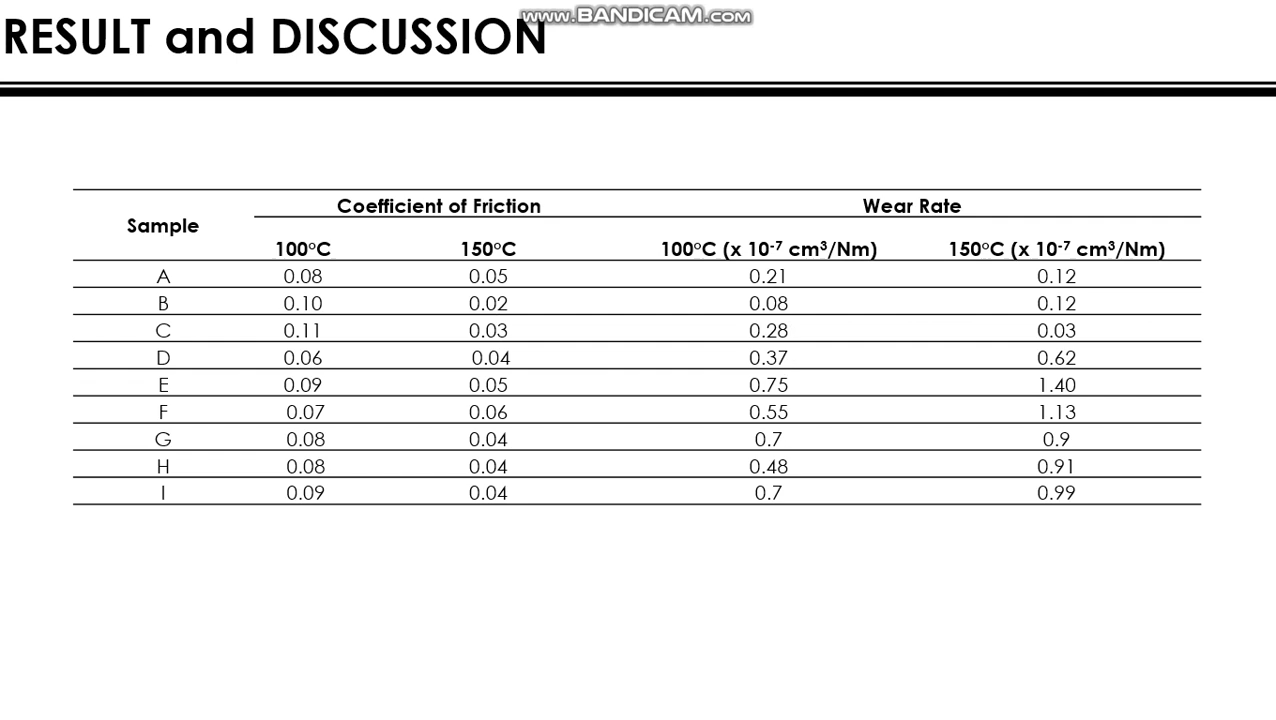 www.BANDICAM.com
RESULT and DISCUSSION
Coefficient of Friction Wear Rate
Sample
100°C 150°C 100°C (x 10⁻⁷ cm³/Nm) 150°C (x 10⁻⁷ cm³/Nm)
A 0.08 0.05 0.21 0.12
B 0.10 0.02 0.08 0.12
C 0.11 0.03 0.28 0.03
D 0.06 0.04 0.37 0.62
E 0.09 0.05 0.75 1.40
F 0.07 0.06 0.55 1.13
G 0.08 0.04 0.7 0.9
H 0.08 0.04 0.48 0.91
I 0.09 0.04 0.7 0.99